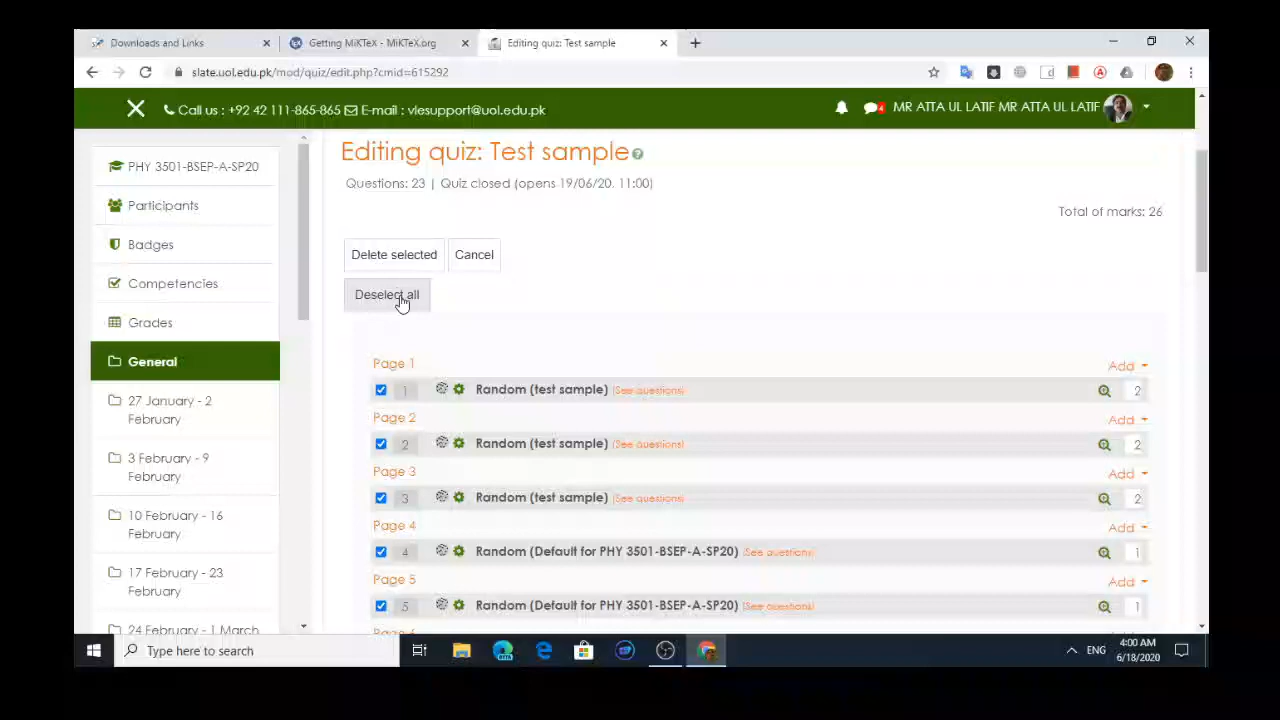 Downloads and Links
Getting MiKTeX - MiKTeX.org
Editing quiz: Test sample
slate.uol.edu.pk/mod/quiz/edit.php?cmid=615292
Call us : +92 42 111-865-865 E-mail : vlesupport@uol.edu.pk
4
MR ATTA UL LATIF MR ATTA UL LATIF
PHY 3501-BSEP-A-SP20
Participants
Badges
Competencies
Grades
General
27 January - 2
February
3 February - 9
February
10 February - 16
February
17 February - 23
February
24 February - 1 March
Editing quiz: Test sample
Questions: 23 | Quiz closed (opens 19/06/20, 11:00)
Total of marks: 26
Delete selected
Cancel
Deselect all
Page 1
Add
1 Random (test sample) (See questions) 2
Page 2
Add
2 Random (test sample) (See questions) 2
Page 3
Add
3 Random (test sample) (See questions) 2
Page 4
Add
4 Random (Default for PHY 3501-BSEP-A-SP20) (See questions) 1
Page 5
Add
5 Random (Default for PHY 3501-BSEP-A-SP20) (See questions) 1
Type here to search
ENG
4:00 AM
6/18/2020